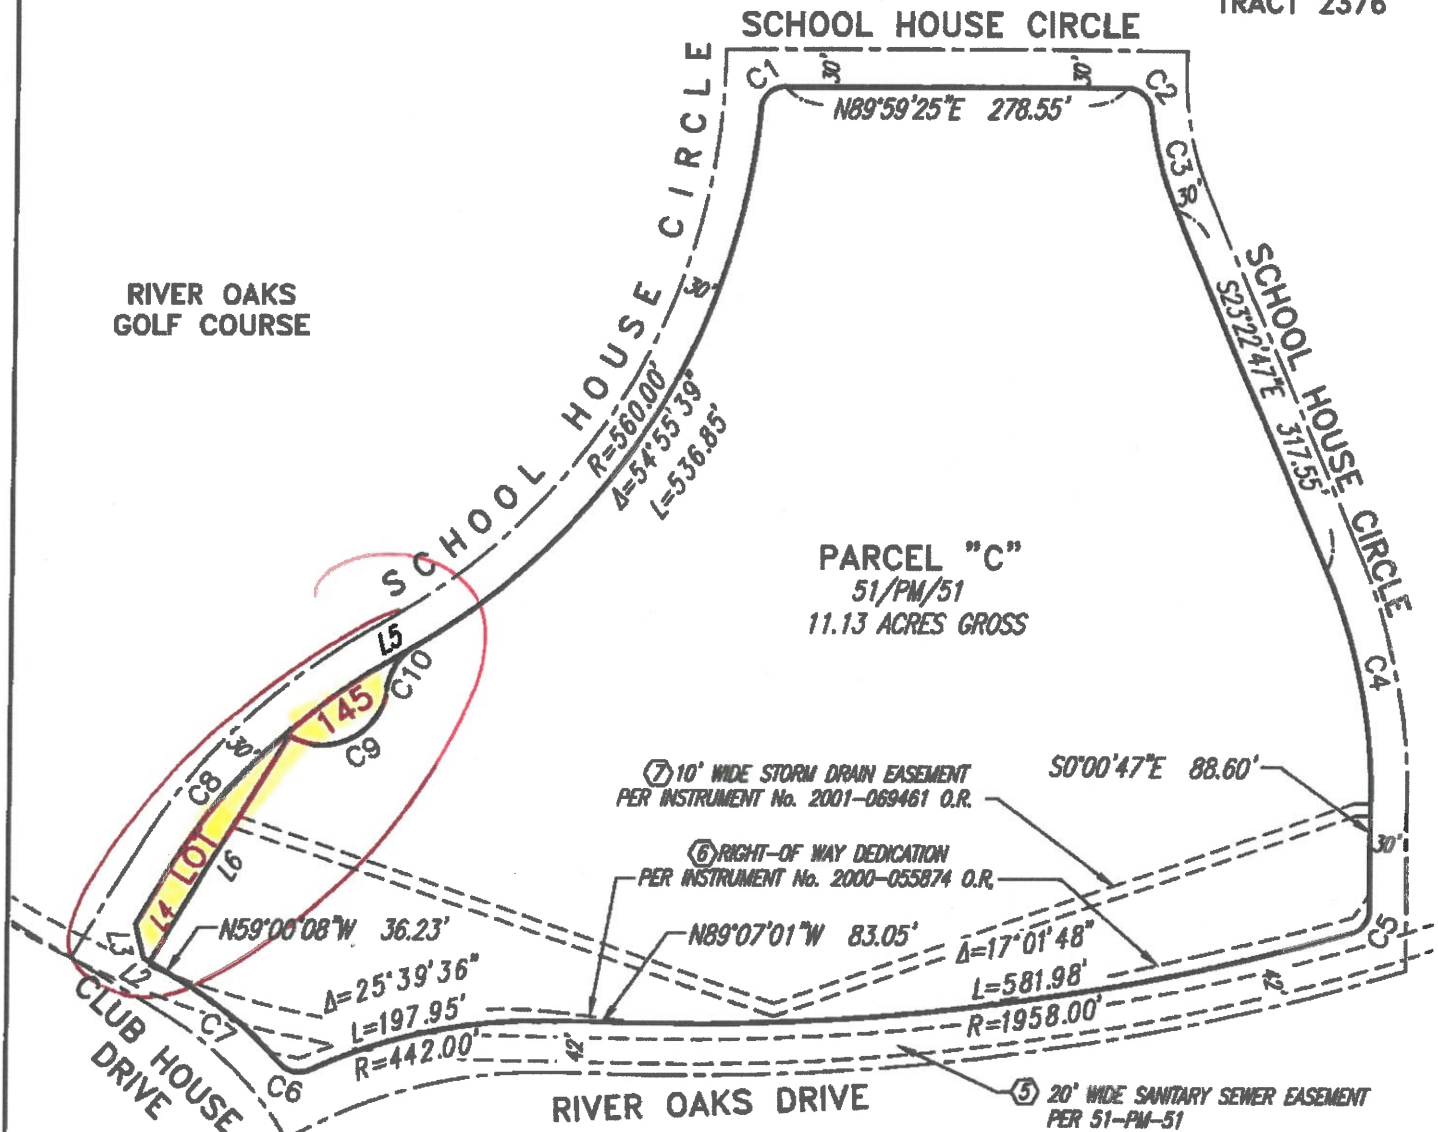 TRACT 2376
SCHOOL HOUSE CIRCLE
C1
30'
30'
C2
N89°59'25"E 278.55'
SCHOOL HOUSE CIRCLE
C3
30'
RIVER OAKS
GOLF COURSE
30'
SCHOOL HOUSE CIRCLE
S23°22'47"E 317.55'
R=560.00'
Δ=54°55'39"
L=536.85'
PARCEL "C"
51/PM/51
11.13 ACRES GROSS
L5
C10
145
C9
C4
30'
C8
LOT
L6
L4
L3
L2
7 10' WIDE STORM DRAIN EASEMENT
PER INSTRUMENT No. 2001-069461 O.R.
S0°00'47"E 88.60'
30'
6 RIGHT-OF WAY DEDICATION
PER INSTRUMENT No. 2000-055874 O.R.
N59°00'08"W 36.23'
N89°07'01"W 83.05'
C5
Δ=17°01'48"
L=581.98'
R=1958.00'
Δ=25°39'36"
L=197.95'
R=442.00'
42'
42'
CLUB HOUSE
DRIVE
C7
C6
RIVER OAKS DRIVE
5 20' WIDE SANITARY SEWER EASEMENT
PER 51-PM-51